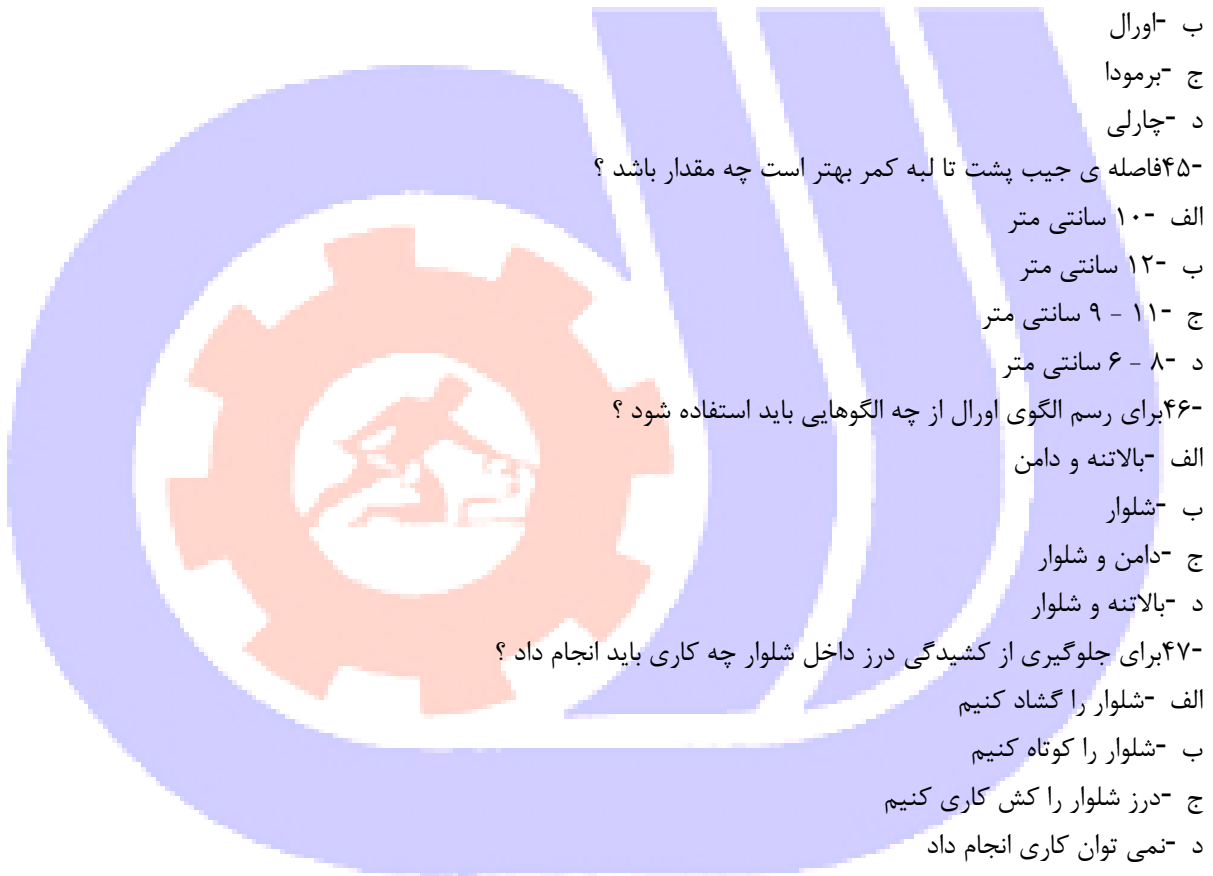 ب -اورال
ج -برمودا
د -چارلی
-۴۵فاصله ی جیب پشت تا لبه کمر بهتر است چه مقدار باشد ؟
الف -۱۰ سانتی متر
ب -۱۲ سانتی متر
ج -۱۱ - ۹ سانتی متر
د -۸ - ۶ سانتی متر
-۴۶برای رسم الگوی اورال از چه الگوهایی باید استفاده شود ؟
الف -بالاتنه و دامن
ب -شلوار
ج -دامن و شلوار
د -بالاتنه و شلوار
-۴۷برای جلوگیری از کشیدگی درز داخل شلوار چه کاری باید انجام داد ؟
الف -شلوار را گشاد کنیم
ب -شلوار را کوتاه کنیم
ج -درز شلوار را کش کاری کنیم
د -نمی توان کاری انجام داد